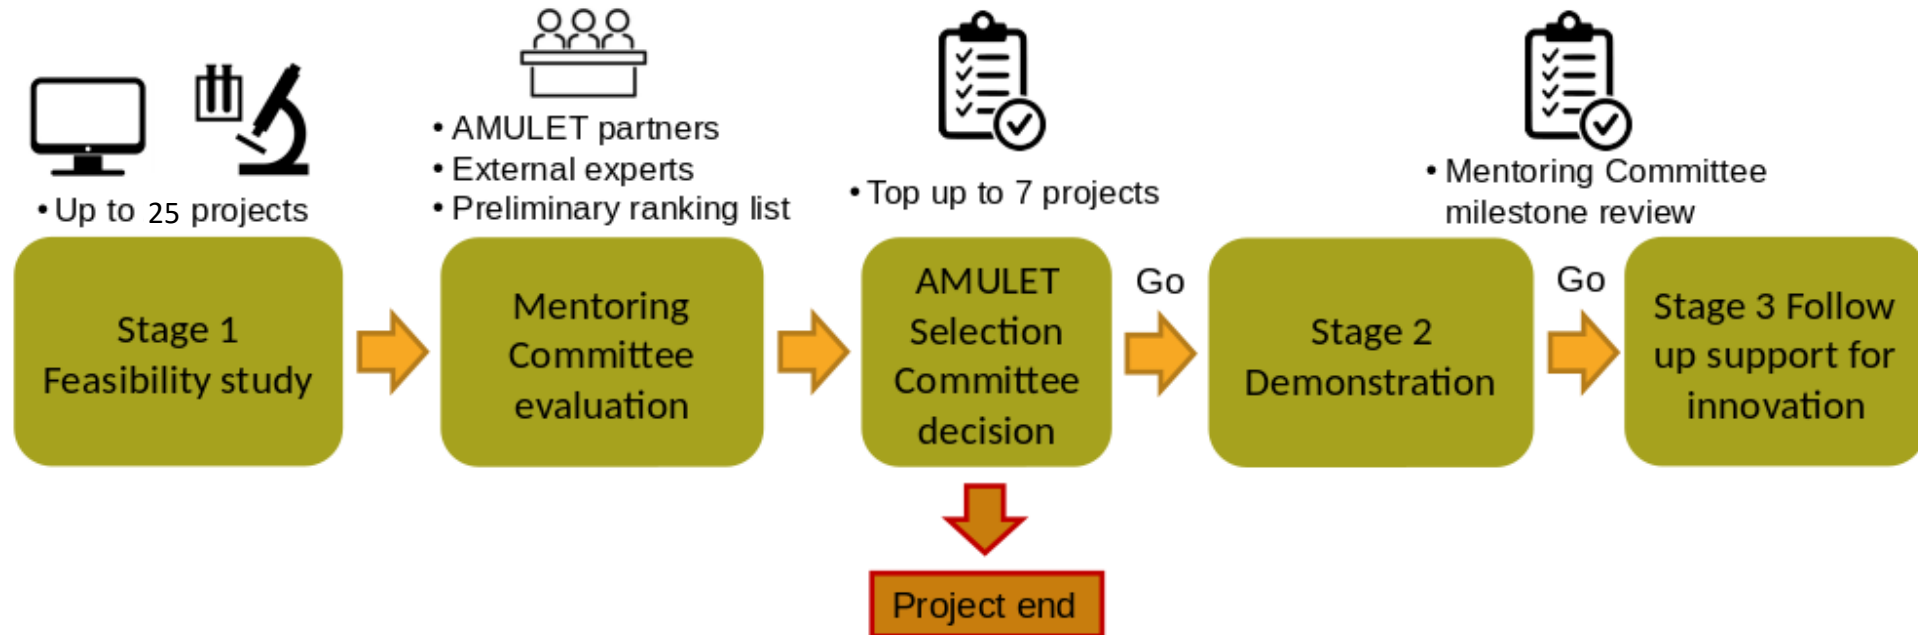 • Up to 25 projects
• AMULET partners
• External experts
• Preliminary ranking list
• Top up to 7 projects
• Mentoring Committee
milestone review
Stage 1
Feasibility study
Mentoring
Committee
evaluation
AMULET
Selection
Committee
decision
Go
Stage 2
Demonstration
Go
Stage 3 Follow
up support for
innovation
Project end